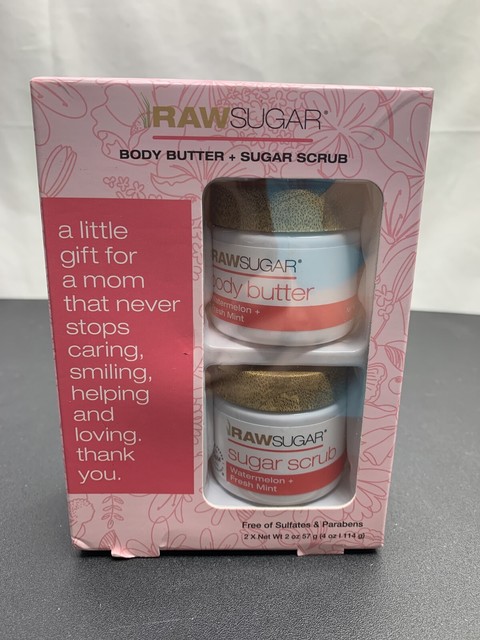 RAWSUGAR®
BODY BUTTER + SUGAR SCRUB
a little
gift for
a mom
that never
stops
caring,
smiling,
helping
and
loving.
thank
you.
RAWSUGAR®
body butter
Watermelon +
Fresh Mint
RAWSUGAR®
sugar scrub
Watermelon +
Fresh Mint
Free of Sulfates & Parabens
2 X Net Wt 2 oz 57 g (4 oz I 114 g)